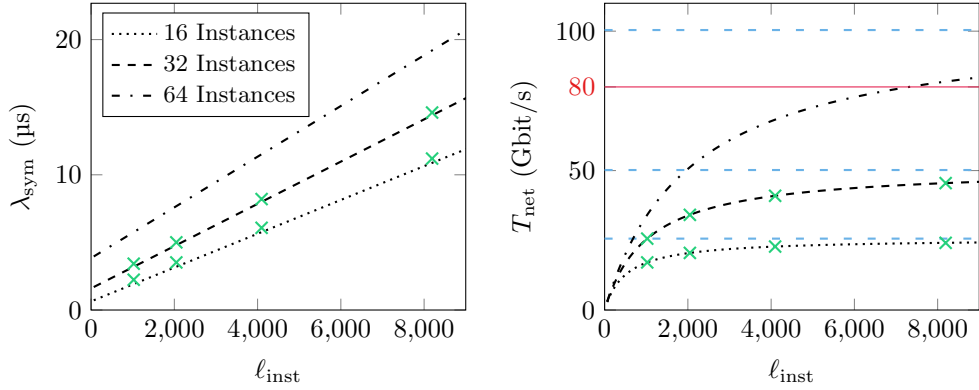 20
10
0
0
2,000
4,000
6,000
8,000
λsym (µs)
ℓinst
16 Instances
32 Instances
64 Instances
100
80
50
0
0
2,000
4,000
6,000
8,000
Tnet (Gbit/s)
ℓinst